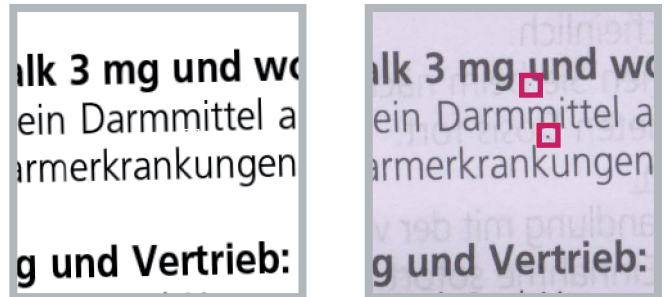 alk 3 mg und wo
ein Darmmittel a
armerkrankungen
g und Vertrieb:
alk 3 mg und wo
ein Darmmittel a
armerkrankungen
g und Vertrieb: